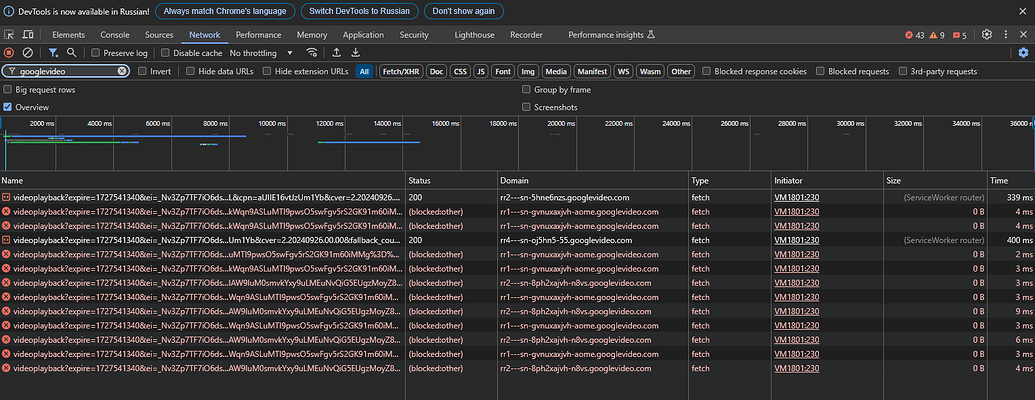 DevTools is now available in Russian! Always match Chrome's language Switch DevTools to Russian Don't show again
Elements Console Sources Network Performance Memory Application Security Lighthouse Recorder Performance insights 43 9 5
Preserve log Disable cache No throttling
googlevideo Invert Hide data URLs Hide extension URLs All Fetch/XHR Doc CSS JS Font Img Media Manifest WS Wasm Other Blocked response cookies Blocked requests 3rd-party requests
Big request rows Group by frame
Overview Screenshots
2000 ms 4000 ms 6000 ms 8000 ms 10000 ms 12000 ms 14000 ms 16000 ms 18000 ms 20000 ms 22000 ms 24000 ms 26000 ms 28000 ms 30000 ms 32000 ms 34000 ms 36000 m
Name Status Domain Type Initiator Size Time
videoplayback?expire=1727541340&ei=_Nv3Zp7TF7iO6ds...L&cpn=aUIIE16vtJzUm1Yb&cver=2.20240926.... 200 rr2---sn-5hne6nzs.googlevideo.com fetch VM1801:230 (ServiceWorker router) 339 ms
videoplayback?expire=1727541340&ei=_Nv3Zp7TF7iO6ds...kWqn9ASLuMTI9pwsO5swFgv5rS2GK91m60iM... (blocked:other) rr1---sn-gvnuxaxjvh-aome.googlevideo.com fetch VM1801:230 0 B 4 ms
videoplayback?expire=1727541340&ei=_Nv3Zp7TF7iO6ds...kWqn9ASLuMTI9pwsO5swFgv5rS2GK91m60iM... (blocked:other) rr1---sn-gvnuxaxjvh-aome.googlevideo.com fetch VM1801:230 0 B 4 ms
videoplayback?expire=1727541340&ei=_Nv3Zp7TF7iO6ds...Um1Yb&cver=2.20240926.00.00&fallback_cou... 200 rr4---sn-oj5hn5-55.googlevideo.com fetch VM1801:230 (ServiceWorker router) 400 ms
videoplayback?expire=1727541340&ei=_Nv3Zp7TF7iO6ds...uMTI9pwsO5swFgv5rS2GK91m60iMMg%3D%... (blocked:other) rr1---sn-gvnuxaxjvh-aome.googlevideo.com fetch VM1801:230 0 B 2 ms
videoplayback?expire=1727541340&ei=_Nv3Zp7TF7iO6ds...kWqn9ASLuMTI9pwsO5swFgv5rS2GK91m60iM... (blocked:other) rr1---sn-gvnuxaxjvh-aome.googlevideo.com fetch VM1801:230 0 B 3 ms
videoplayback?expire=1727541340&ei=_Nv3Zp7TF7iO6ds...IAW9IuM0smvkYxy9uLMEuNvQiG5EUgzMoyZ8... (blocked:other) rr2---sn-8ph2xajvh-n8vs.googlevideo.com fetch VM1801:230 0 B 3 ms
videoplayback?expire=1727541340&ei=_Nv3Zp7TF7iO6ds...Wqn9ASLuMTI9pwsO5swFgv5rS2GK91m60iM... (blocked:other) rr1---sn-gvnuxaxjvh-aome.googlevideo.com fetch VM1801:230 0 B 3 ms
videoplayback?expire=1727541340&ei=_Nv3Zp7TF7iO6ds...AW9IuM0smvkYxy9uLMEuNvQiG5EUgzMoyZ8... (blocked:other) rr2---sn-8ph2xajvh-n8vs.googlevideo.com fetch VM1801:230 0 B 9 ms
videoplayback?expire=1727541340&ei=_Nv3Zp7TF7iO6ds...Wqn9ASLuMTI9pwsO5swFgv5rS2GK91m60iM... (blocked:other) rr1---sn-gvnuxaxjvh-aome.googlevideo.com fetch VM1801:230 0 B 3 ms
videoplayback?expire=1727541340&ei=_Nv3Zp7TF7iO6ds...AW9IuM0smvkYxy9uLMEuNvQiG5EUgzMoyZ8... (blocked:other) rr2---sn-8ph2xajvh-n8vs.googlevideo.com fetch VM1801:230 0 B 6 ms
videoplayback?expire=1727541340&ei=_Nv3Zp7TF7iO6ds...Wqn9ASLuMTI9pwsO5swFgv5rS2GK91m60iM... (blocked:other) rr1---sn-gvnuxaxjvh-aome.googlevideo.com fetch VM1801:230 0 B 3 ms
videoplayback?expire=1727541340&ei=_Nv3Zp7TF7iO6ds...AW9IuM0smvkYxy9uLMEuNvQiG5EUgzMoyZ8... (blocked:other) rr2---sn-8ph2xajvh-n8vs.googlevideo.com fetch VM1801:230 0 B 4 ms